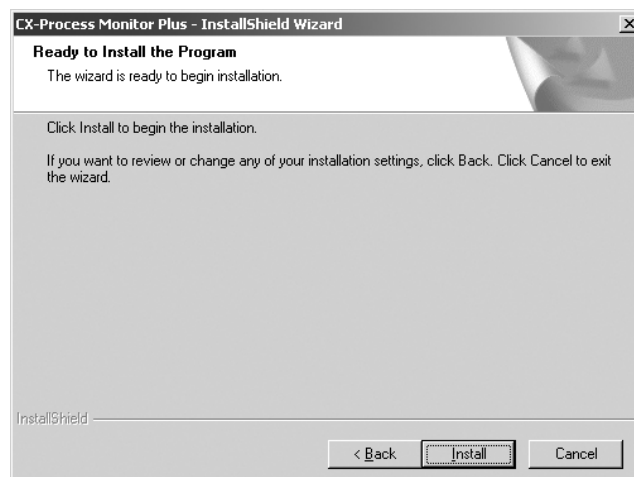 CX-Process Monitor Plus - InstallShield Wizard
Ready to Install the Program
The wizard is ready to begin installation.
Click Install to begin the installation.
If you want to review or change any of your installation settings, click Back. Click Cancel to exit
the wizard.
InstallShield
< Back Install Cancel